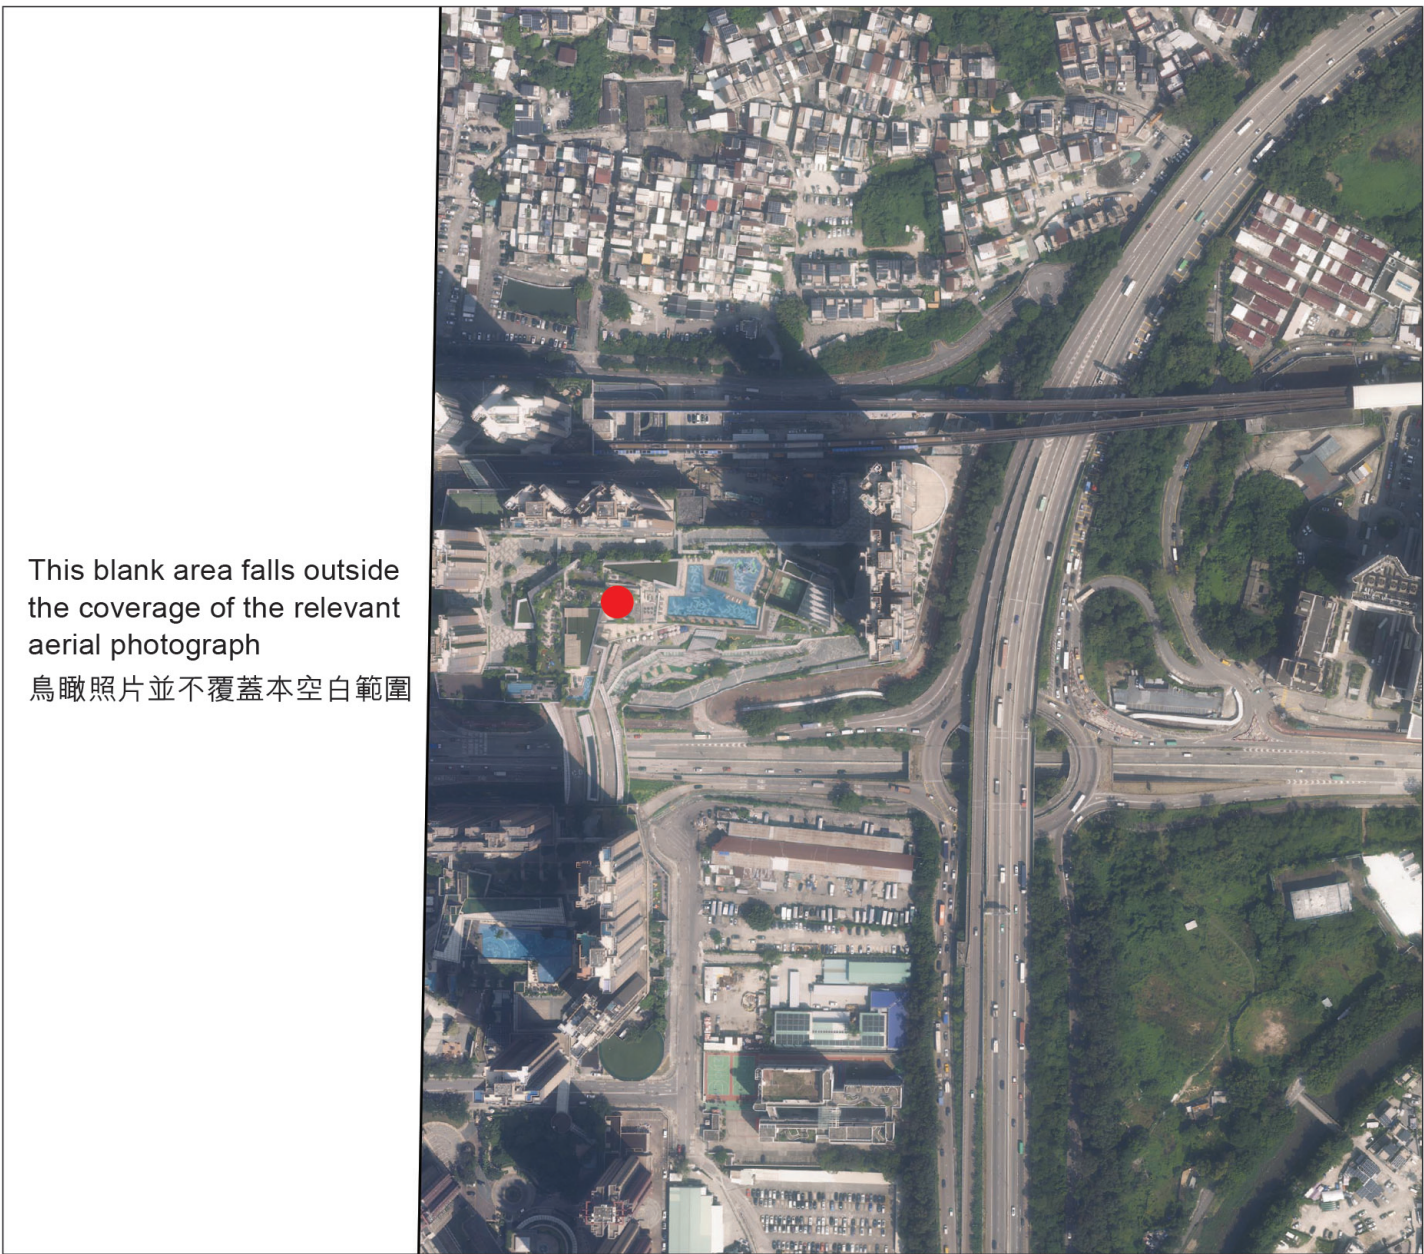 This blank area falls outside
the coverage of the relevant
aerial photograph
鳥瞰照片並不覆蓋本空白範圍